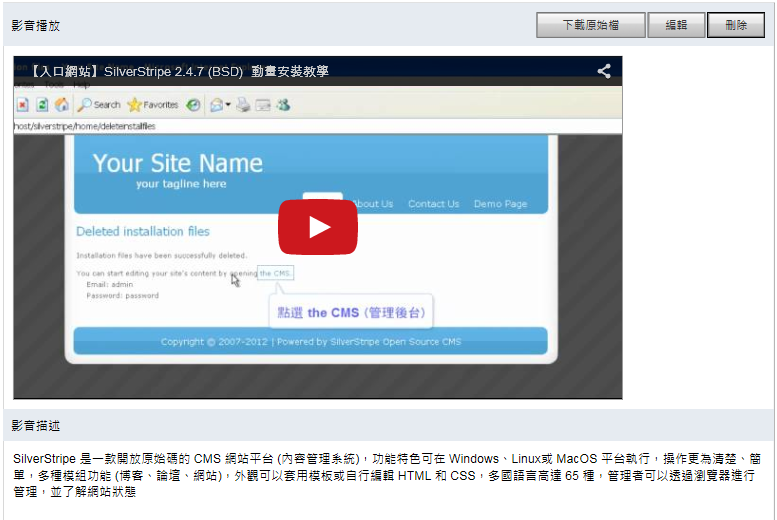 影音播放
下載原始檔
編輯
刪除
【入口網站】SilverStripe 2.4.7 (BSD) 動畫安裝教學
Search Favorites
host/silverstripe/home/deleteinstallfiles
Your Site Name
your tagline here
About Us Contact Us Demo Page
Deleted installation files
Installation files have been successfully deleted.
You can start editing your site's content by opening the CMS.
Email: admin
Password: password
點選 the CMS (管理後台)
Copyright © 2007-2012 | Powered by SilverStripe Open Source CMS
影音描述
SilverStripe 是一款開放原始碼的 CMS 網站平台 (內容管理系統)，功能特色可在 Windows、Linux或 MacOS 平台執行，操作更為清楚、簡
單，多種模組功能 (博客、論壇、網站)，外觀可以套用模板或自行編輯 HTML 和 CSS，多國語言高達 65 種，管理者可以透過瀏覽器進行
管理，並了解網站狀態